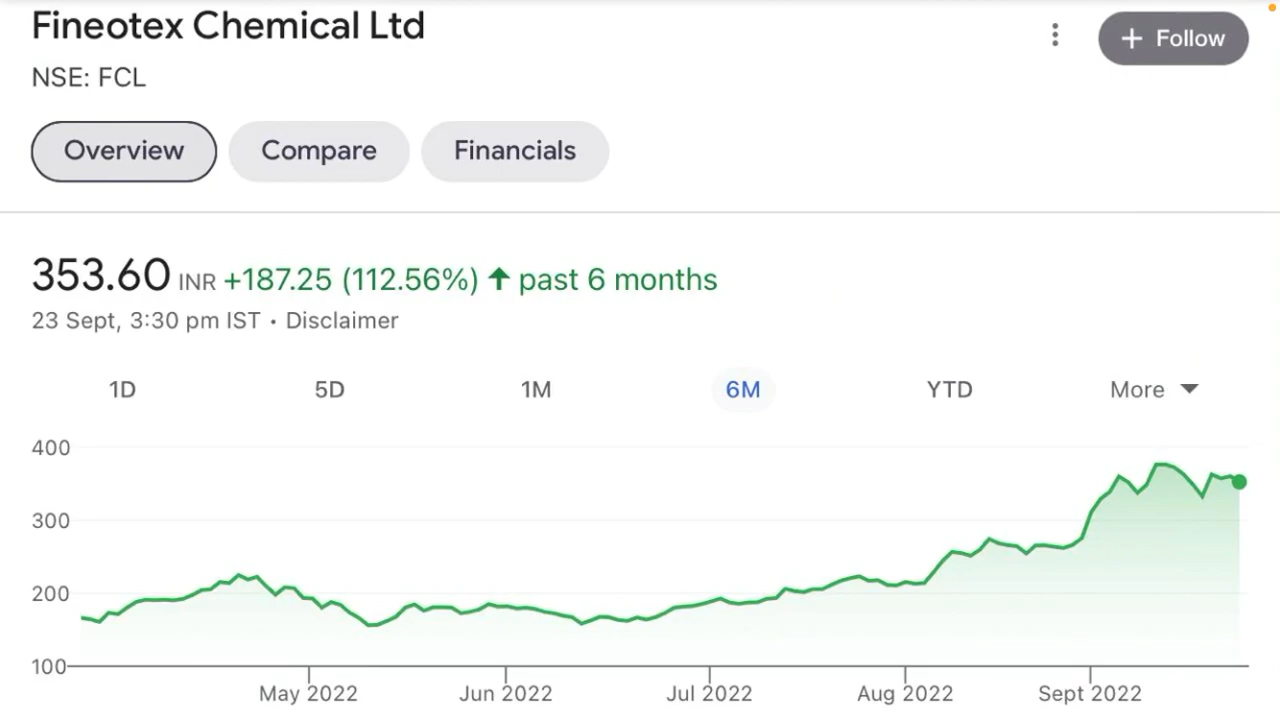 Fineotex Chemical Ltd
+ Follow
NSE: FCL
Overview Compare Financials
353.60 INR +187.25 (112.56%) ↑ past 6 months
23 Sept, 3:30 pm IST • Disclaimer
1D 5D 1M 6M YTD More
400
300
200
100
May 2022 Jun 2022 Jul 2022 Aug 2022 Sept 2022